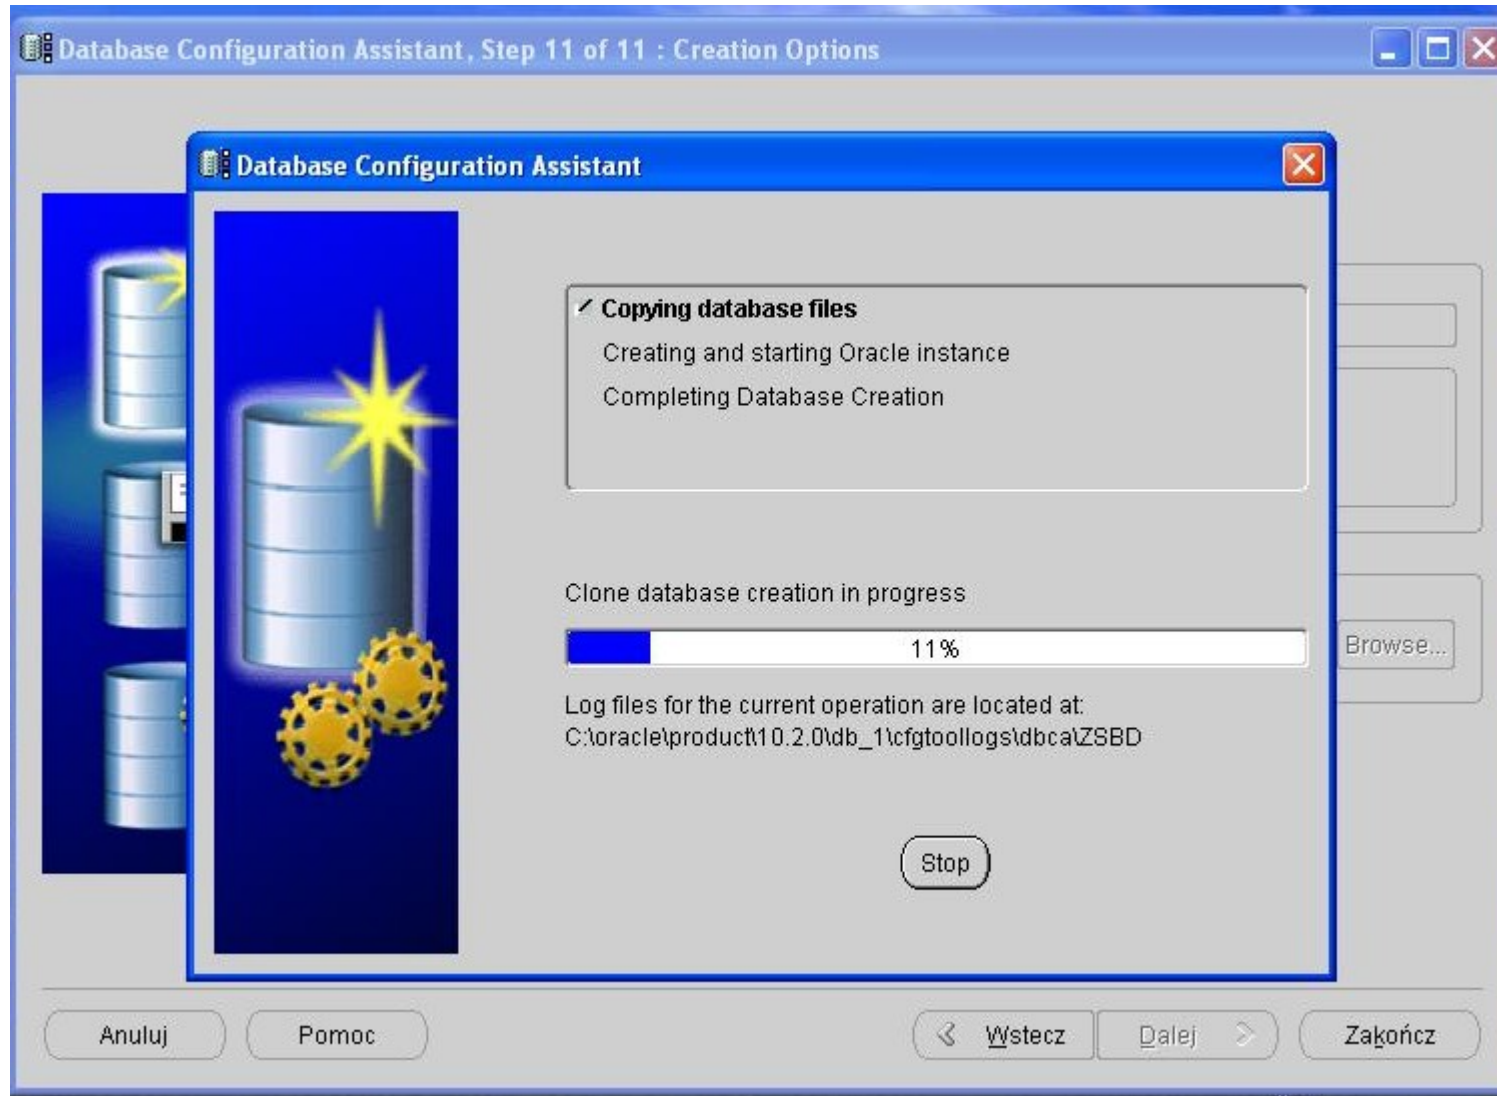 Database Configuration Assistant, Step 11 of 11 : Creation Options
Database Configuration Assistant
Copying database files
Creating and starting Oracle instance
Completing Database Creation
Clone database creation in progress
11%
Browse...
Log files for the current operation are located at:
C:\oracle\product\10.2.0\db_1\cfgtoollogs\dbca\ZSBD
Stop
Anuluj Pomoc Wstecz Dalej Zakończ